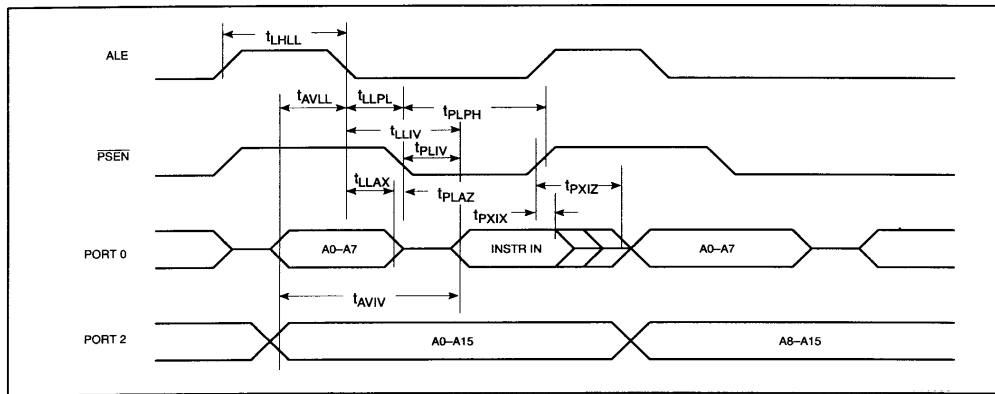 ALE
tLHLL
tAVLL
tLLPL
tPLPH
tLLIV
PSEN
tPLIV
tLLAX
tPLAZ
tPXIZ
tPXIX
PORT 0
A0–A7
INSTR IN
A0–A7
tAVIV
PORT 2
A0–A15
A8–A15